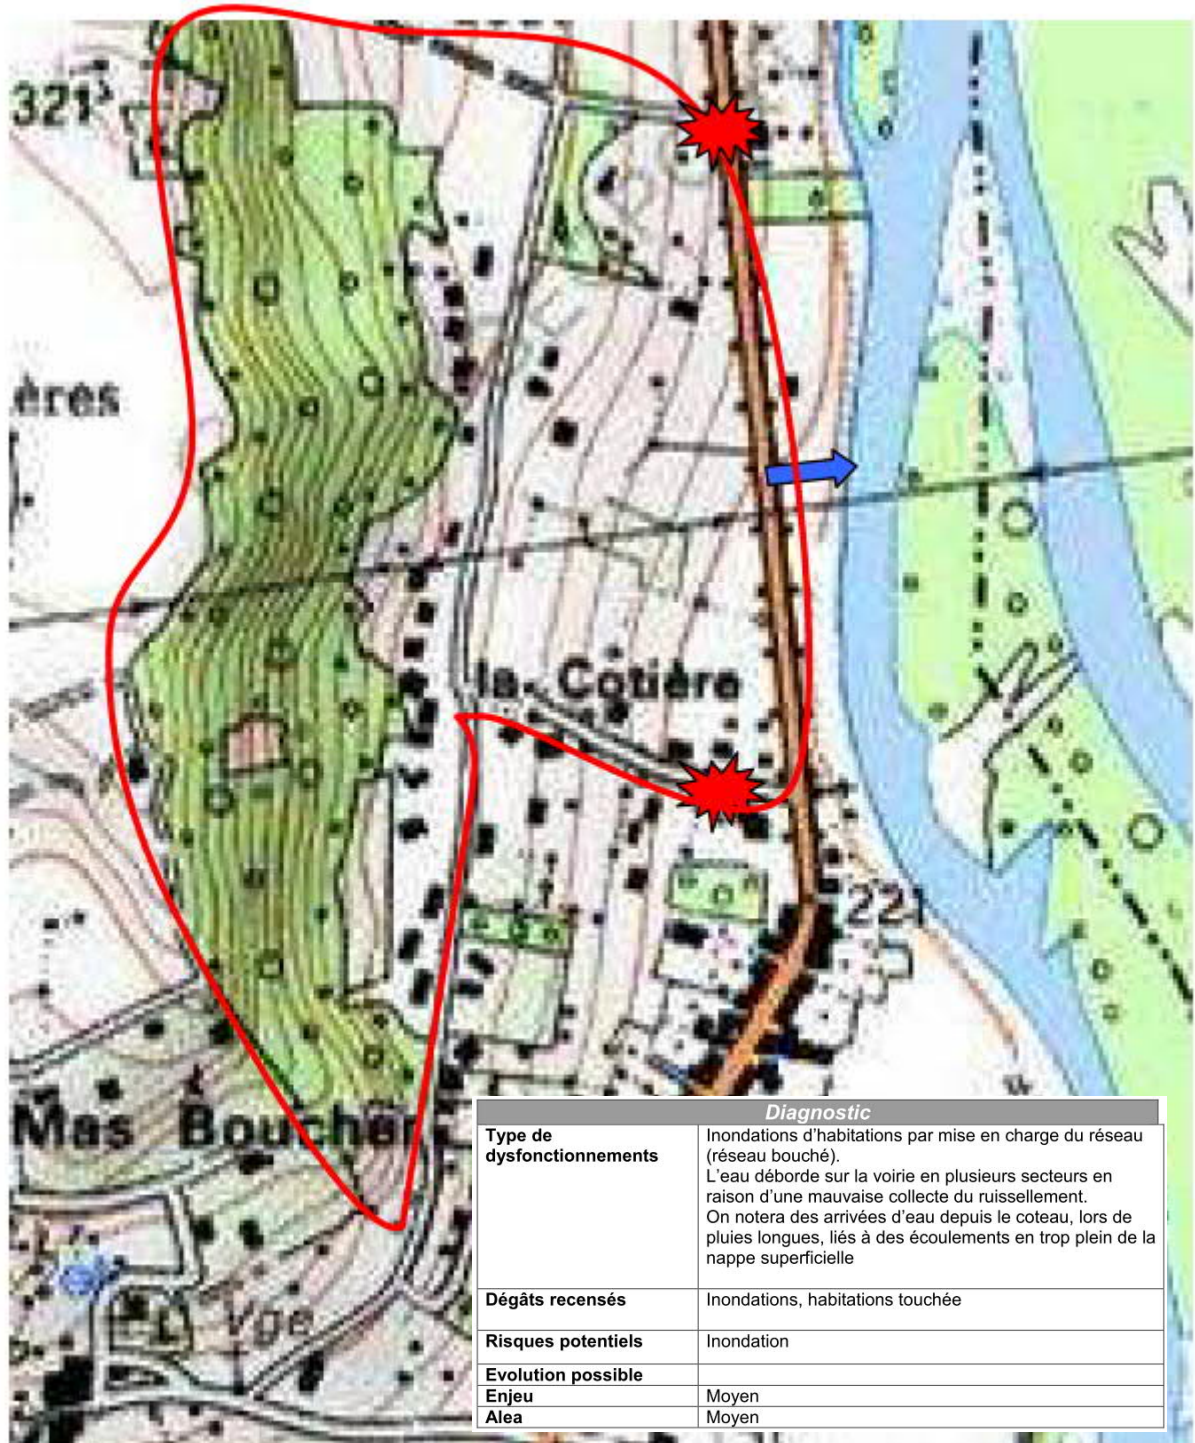 321
ères
la Cotière
221
Mas Boucher
Vge
Diagnostic
Type de dysfonctionnements
Inondations d'habitations par mise en charge du réseau
(réseau bouché).
L'eau déborde sur la voirie en plusieurs secteurs en
raison d'une mauvaise collecte du ruissellement.
On notera des arrivées d'eau depuis le coteau, lors de
pluies longues, liés à des écoulements en trop plein de la
nappe superficielle
Dégâts recensés
Inondations, habitations touchée
Risques potentiels
Inondation
Evolution possible
Enjeu
Moyen
Alea
Moyen